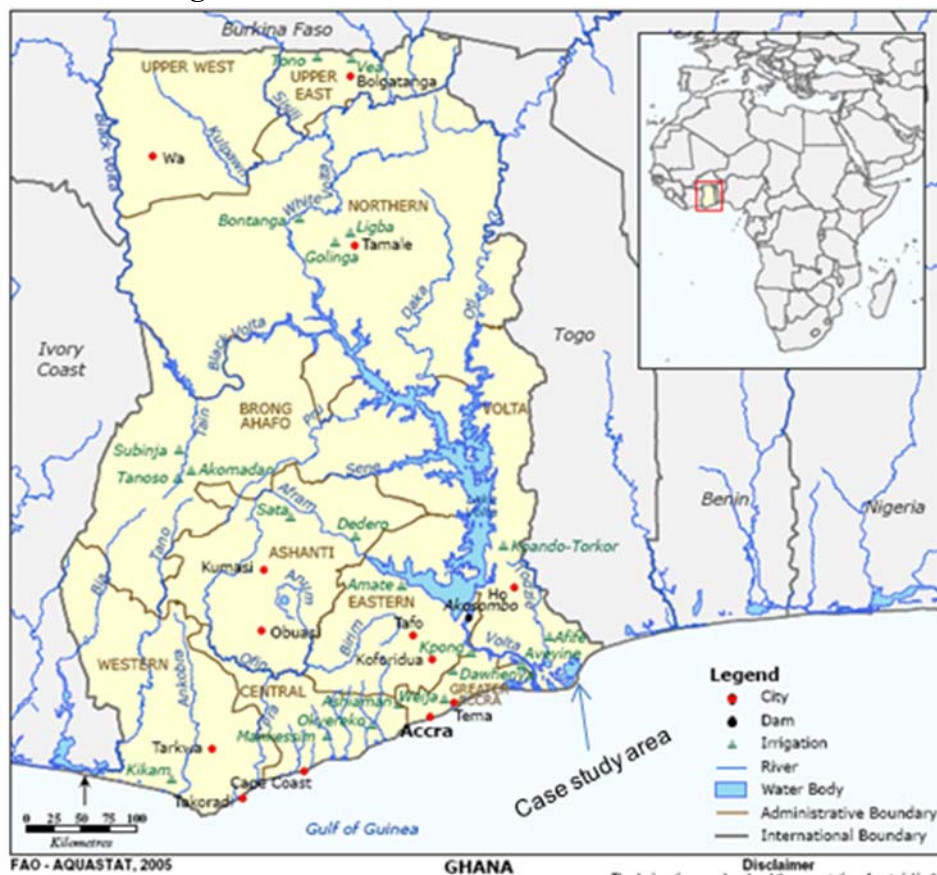 Burkina Faso
Tono
Vea
UPPER WEST
UPPER
EAST
Bolgatanga
Sisili
Black Volta
Kulpawn
Wa
White Volta
NORTHERN
Bontanga
Ligba
Tamale
Golinga
Daka
Oti
Ivory
Coast
Togo
Black Volta
BRONG
AHAFO
VOLTA
Pru
Tain
Subinja
Akomadan
Tanoso
Sene
Benin
Nigeria
Afram
Sata
Dedero
Tano
ASHANTI
Kpando-Torkor
Kumasi
Bia
Anum
Amate
Ho
EASTERN
Akosombo
Tafo
Obuasi
Birim
Afife
Volta
Aveyine
Kpong
Koforidua
WESTERN
Ofin
Dawhenya
Ankobra
CENTRAL
GREATER
ACCRA
Ashiaman
Weija
Tema
Okyereko
Mankessim
Accra
Tarkwa
Kikam
Cape Coast
Takoradi
Case study area
Gulf of Guinea
0 25 50 75 100
Kilometres
Legend
City
Dam
Irrigation
River
Water Body
Administrative Boundary
International Boundary
FAO - AQUASTAT, 2005
GHANA
Disclaimer